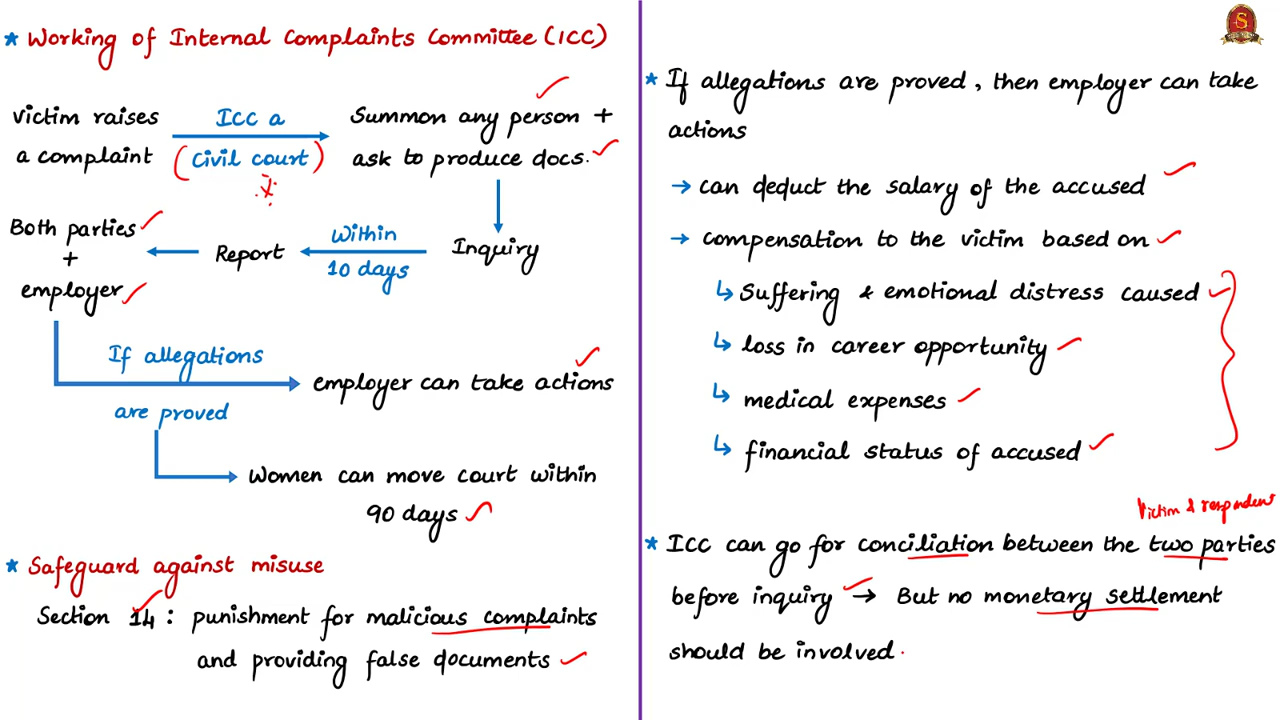 * Working of Internal Complaints Committee (ICC)
victim raises
a complaint
ICC a
(civil court)
Summon any person +
ask to produce docs.
Inquiry
Within
10 days
Report
Both parties
+
employer
If allegations
are proved
employer can take actions
Women can move court within
90 days
* Safeguard against misuse
Section 14 : punishment for malicious complaints
and providing false documents
S
* If allegations are proved, then employer can take
actions
→ can deduct the salary of the accused
→ compensation to the victim based on
↳ Suffering & emotional distress caused
↳ loss in career opportunity
↳ medical expenses
↳ financial status of accused
Victim & respondent
* ICC can go for conciliation between the two parties
before inquiry → But no monetary settlement
should be involved.